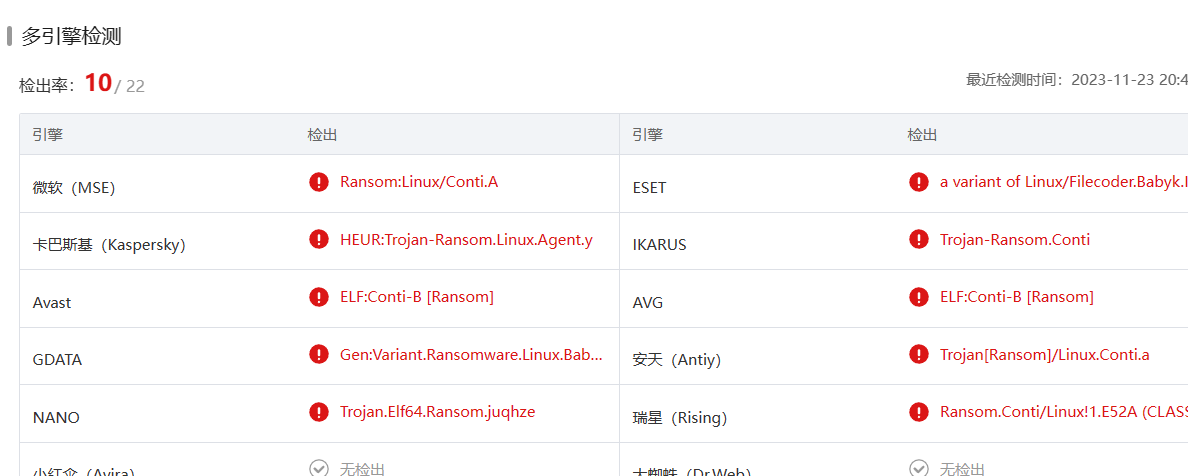 多引擎检测
检出率：10 / 22
最近检测时间：2023-11-23 20:4
引擎 检出 引擎 检出
微软（MSE） Ransom:Linux/Conti.A ESET a variant of Linux/Filecoder.Babyk.
卡巴斯基（Kaspersky） HEUR:Trojan-Ransom.Linux.Agent.y IKARUS Trojan-Ransom.Conti
Avast ELF:Conti-B [Ransom] AVG ELF:Conti-B [Ransom]
GDATA Gen:Variant.Ransomware.Linux.Bab... 安天（Antiy） Trojan[Ransom]/Linux.Conti.a
NANO Trojan.Elf64.Ransom.juqhze 瑞星（Rising） Ransom.Conti/Linux!1.E52A (CLASS
小红伞（Avira） 无检出 大蜘蛛（Dr.Web） 无检出